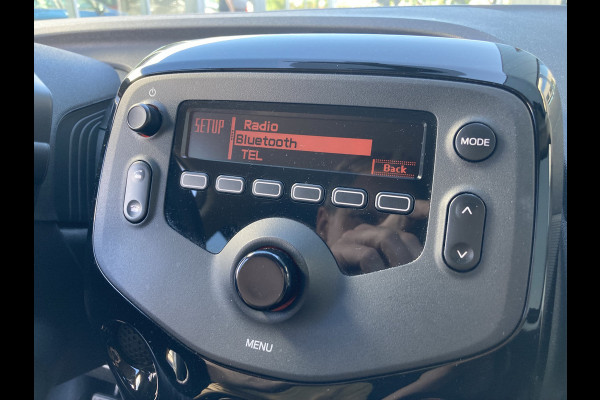 SETUP
Radio
Bluetooth
TEL
Back
MODE
MENU